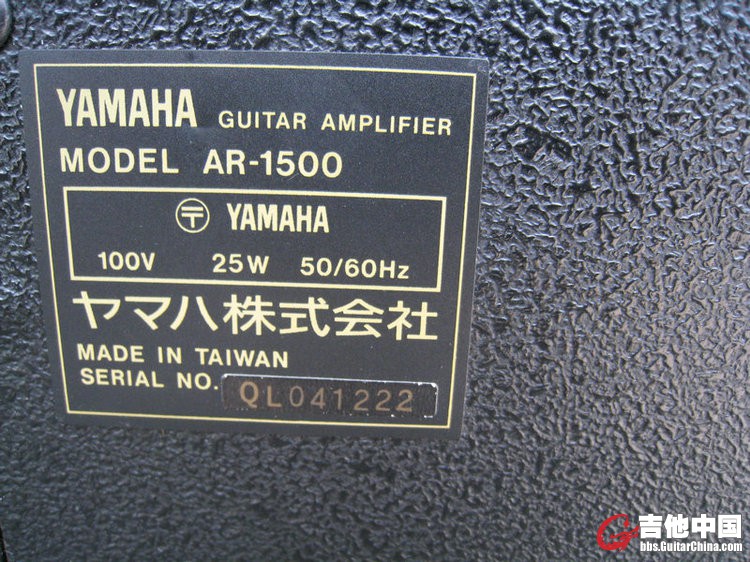 YAMAHA GUITAR AMPLIFIER
MODEL AR-1500
〒 YAMAHA
100V 25W 50/60Hz
ヤマハ株式会社
MADE IN TAIWAN
SERIAL NO. QL041222
吉他中国
bbs.GuitarChina.com